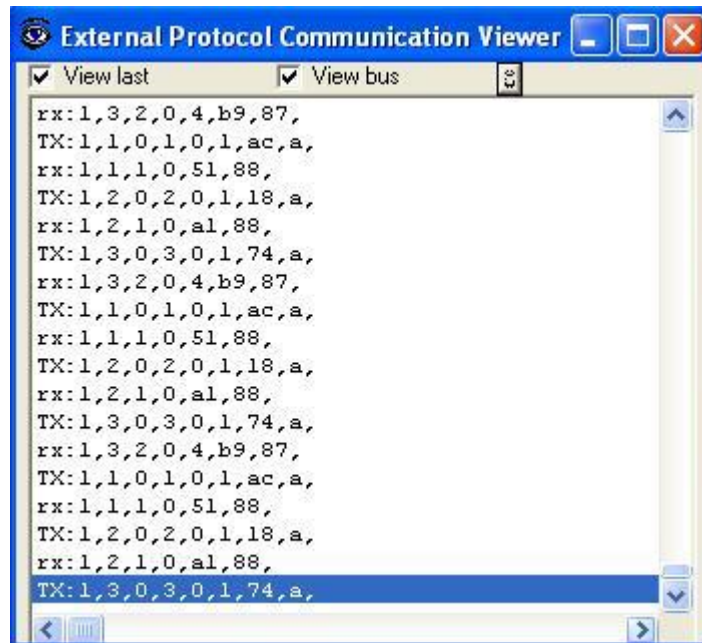 External Protocol Communication Viewer
View last View bus
rx:1,3,2,0,4,b9,87,
TX:1,1,0,1,0,1,ac,a,
rx:1,1,1,0,51,88,
TX:1,2,0,2,0,1,18,a,
rx:1,2,1,0,a1,88,
TX:1,3,0,3,0,1,74,a,
rx:1,3,2,0,4,b9,87,
TX:1,1,0,1,0,1,ac,a,
rx:1,1,1,0,51,88,
TX:1,2,0,2,0,1,18,a,
rx:1,2,1,0,a1,88,
TX:1,3,0,3,0,1,74,a,
rx:1,3,2,0,4,b9,87,
TX:1,1,0,1,0,1,ac,a,
rx:1,1,1,0,51,88,
TX:1,2,0,2,0,1,18,a,
rx:1,2,1,0,a1,88,
TX:1,3,0,3,0,1,74,a,